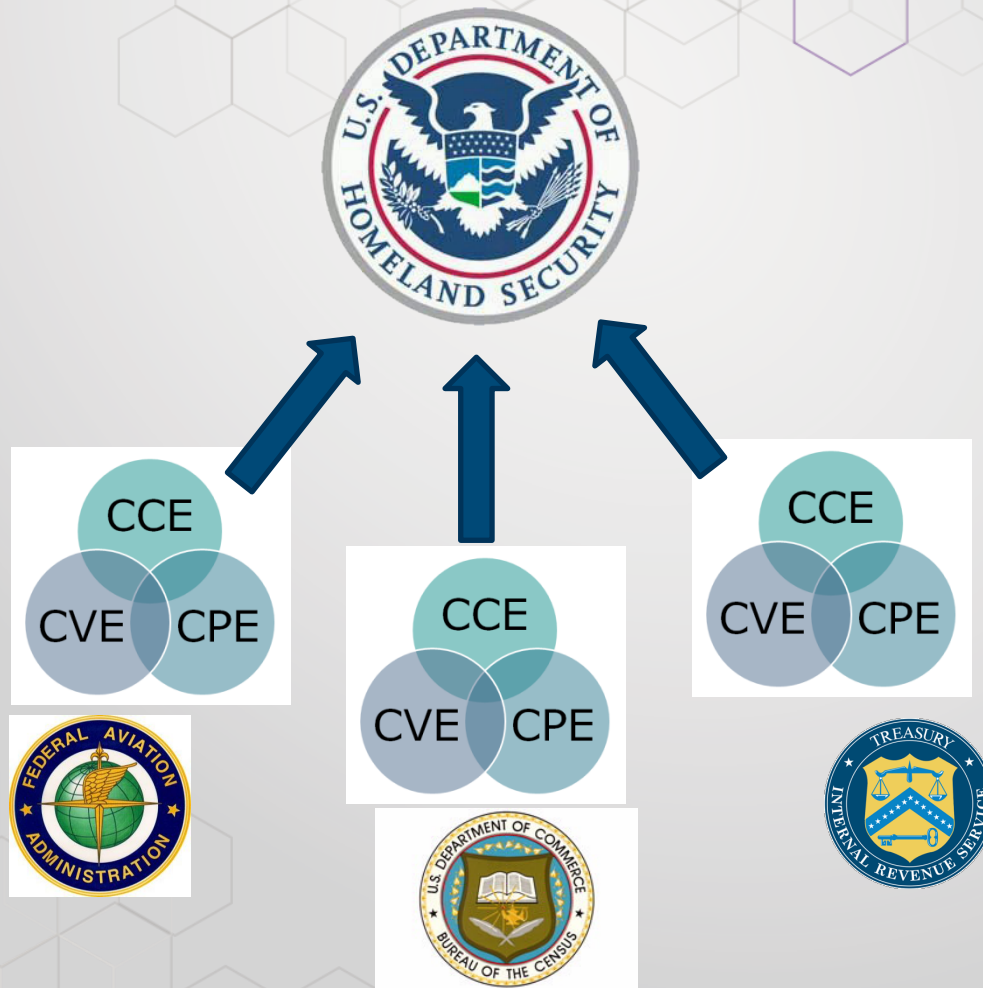 U.S. DEPARTMENT OF
HOMELAND SECURITY
CCE
CVE CPE
CCE
CVE CPE
CCE
CVE CPE
FEDERAL AVIATION
ADMINISTRATION
U.S. DEPARTMENT OF COMMERCE
BUREAU OF THE CENSUS
TREASURY
INTERNAL REVENUE SERVICE